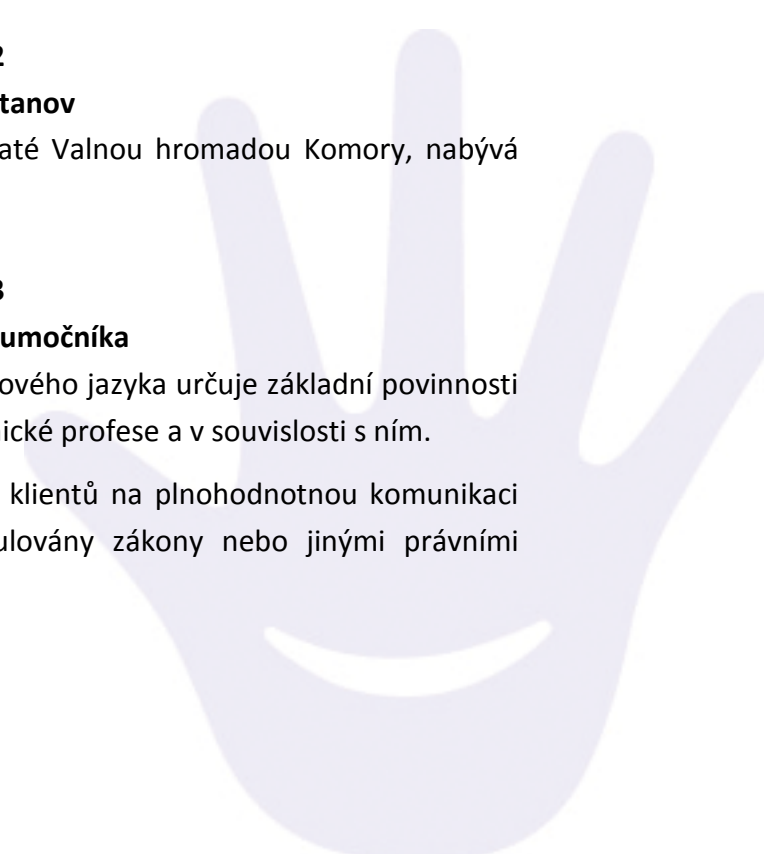 2
tanov
até Valnou hromadou Komory, nabývá
3
umočníka
ového jazyka určuje základní povinnosti
nické profese a v souvislosti s ním.
klientů na plnohodnotnou komunikaci
ulovány zákony nebo jinými právními